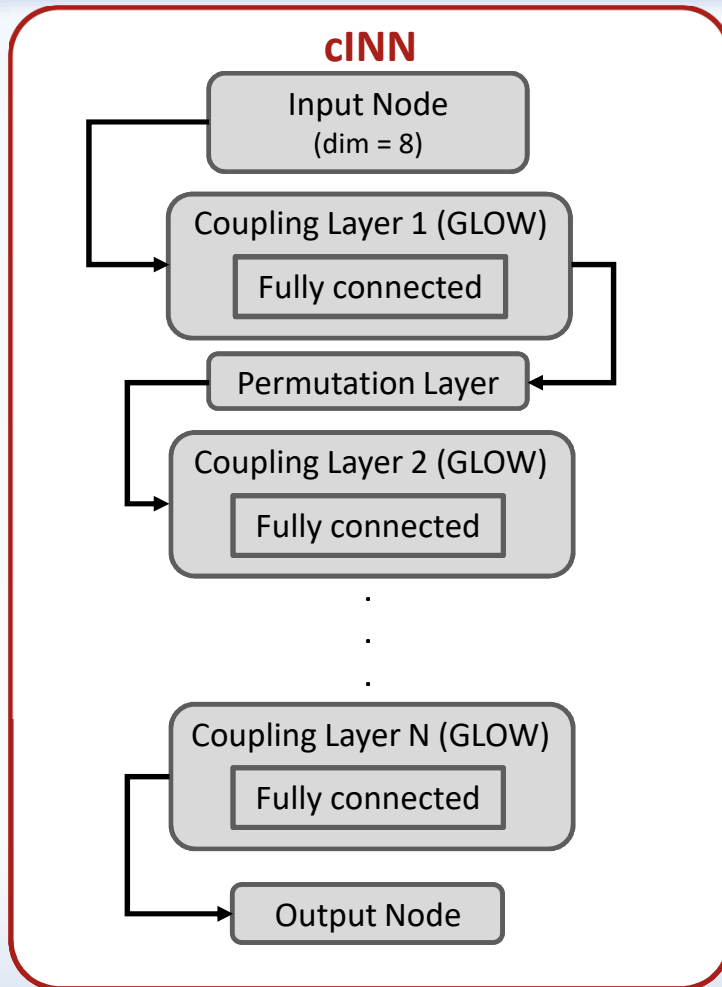 cINN
Input Node
(dim = 8)
Coupling Layer 1 (GLOW)
Fully connected
Permutation Layer
Coupling Layer 2 (GLOW)
Fully connected
.
.
.
Coupling Layer N (GLOW)
Fully connected
Output Node